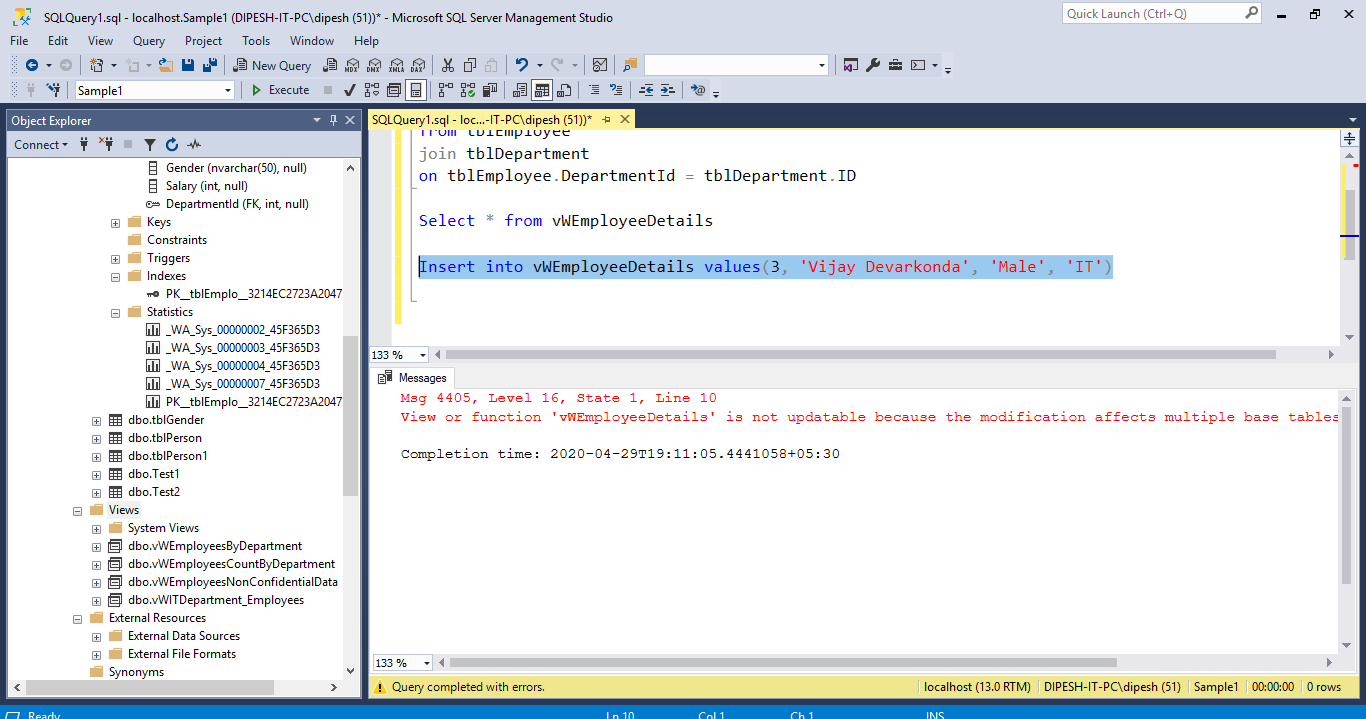 SQLQuery1.sql - localhost.Sample1 (DIPESH-IT-PC\dipesh (51))* - Microsoft SQL Server Management Studio
Quick Launch (Ctrl+Q)
File Edit View Query Project Tools Window Help
New Query MDX DMX XMLA DAX
Sample1 Execute
Object Explorer
Connect
Gender (nvarchar(50), null)
Salary (int, null)
DepartmentId (FK, int, null)
Keys
Constraints
Triggers
Indexes
PK__tblEmplo__3214EC2723A2047
Statistics
_WA_Sys_00000002_45F365D3
_WA_Sys_00000003_45F365D3
_WA_Sys_00000004_45F365D3
_WA_Sys_00000007_45F365D3
PK__tblEmplo__3214EC2723A2047
dbo.tblGender
dbo.tblPerson
dbo.tblPerson1
dbo.Test1
dbo.Test2
Views
System Views
dbo.vWEmployeesByDepartment
dbo.vWEmployeesCountByDepartment
dbo.vWEmployeesNonConfidentialData
dbo.vWITDepartment_Employees
External Resources
External Data Sources
External File Formats
Synonyms
SQLQuery1.sql - loc...-IT-PC\dipesh (51))*
from tblEmployee
join tblDepartment
on tblEmployee.DepartmentId = tblDepartment.ID
Select * from vWEmployeeDetails
Insert into vWEmployeeDetails values(3, 'Vijay Devarkonda', 'Male', 'IT')
133 %
Messages
Msg 4405, Level 16, State 1, Line 10
View or function 'vWEmployeeDetails' is not updatable because the modification affects multiple base tables
Completion time: 2020-04-29T19:11:05.4441058+05:30
133 %
Query completed with errors. localhost (13.0 RTM) DIPESH-IT-PC\dipesh (51) Sample1 00:00:00 0 rows
Ready Ln 10 Col 1 Ch 1 INS